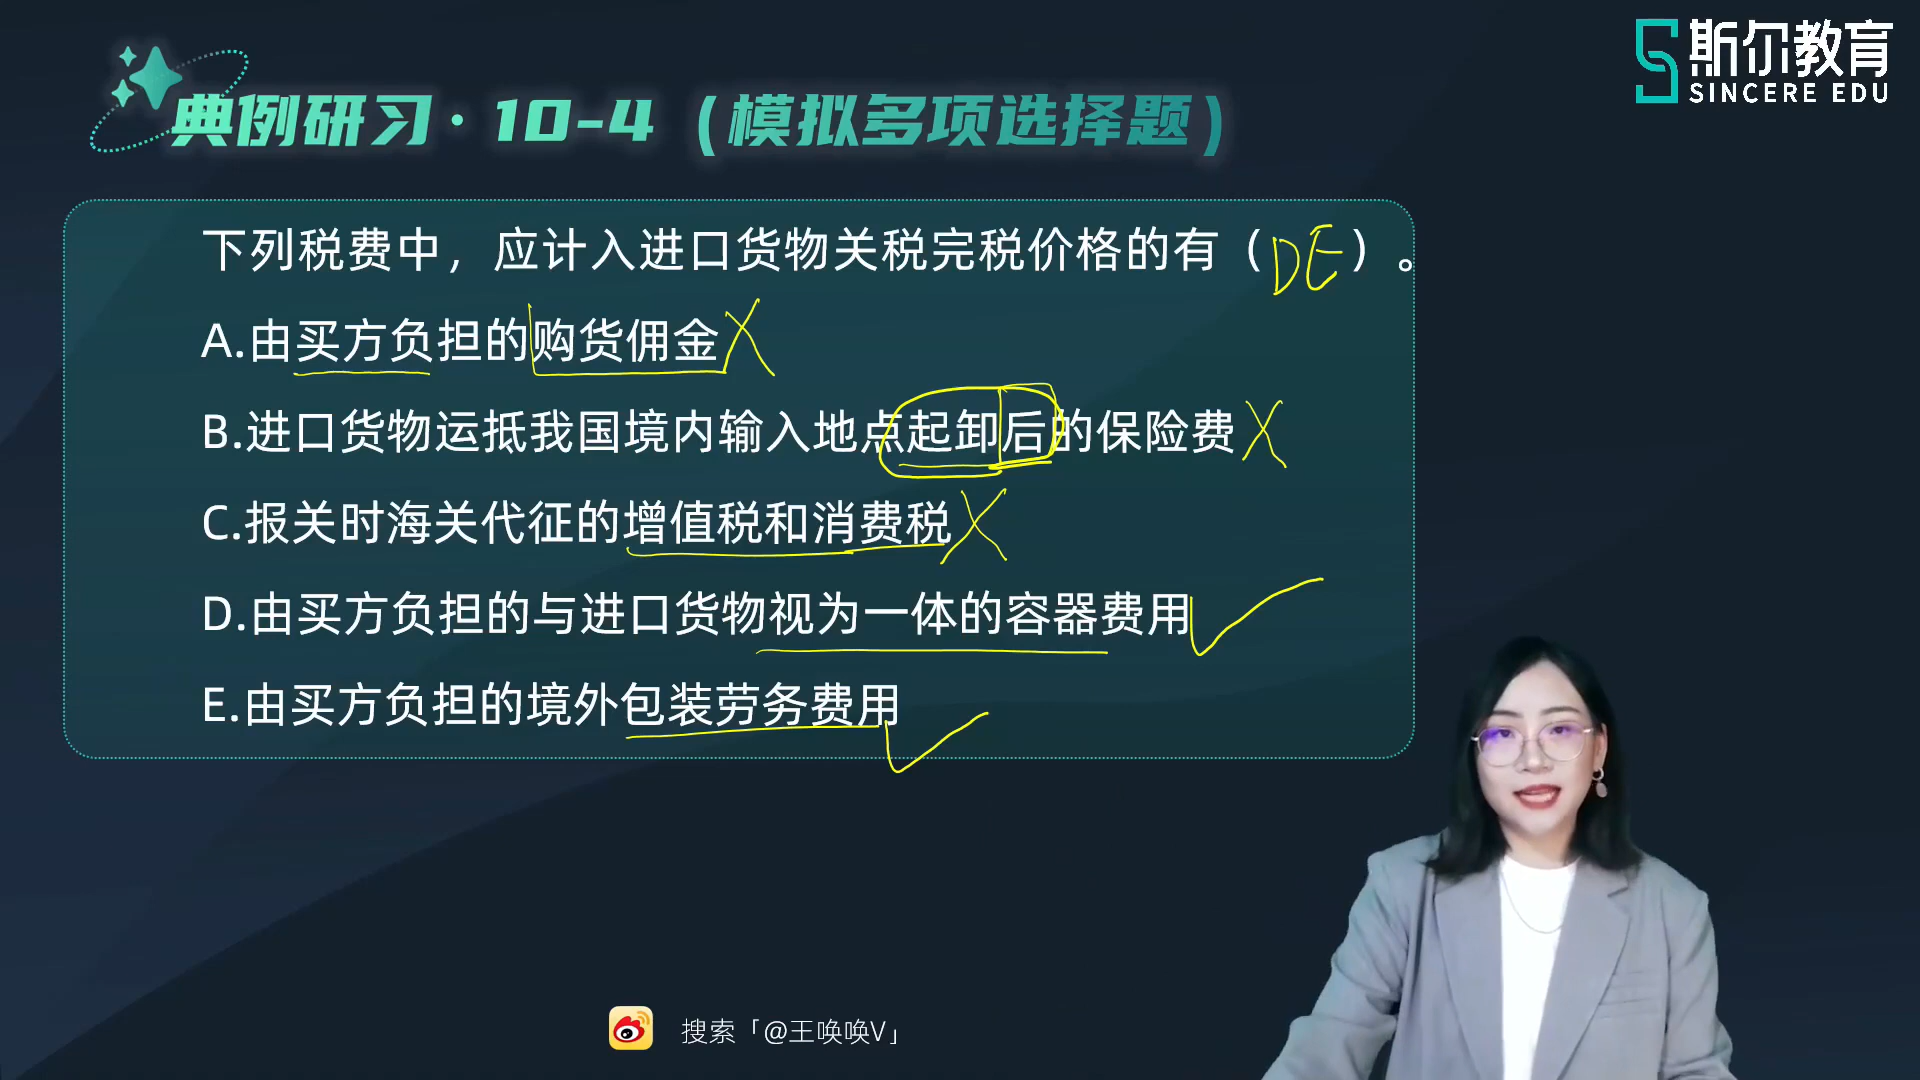 斯尔教育
SINCERE EDU
典例研习·10-4（模拟多项选择题）
下列税费中，应计入进口货物关税完税价格的有（DE）。
A.由买方负担的购货佣金
B.进口货物运抵我国境内输入地点起卸后的保险费
C.报关时海关代征的增值税和消费税
D.由买方负担的与进口货物视为一体的容器费用
E.由买方负担的境外包装劳务费用
搜索「@王唤唤V」